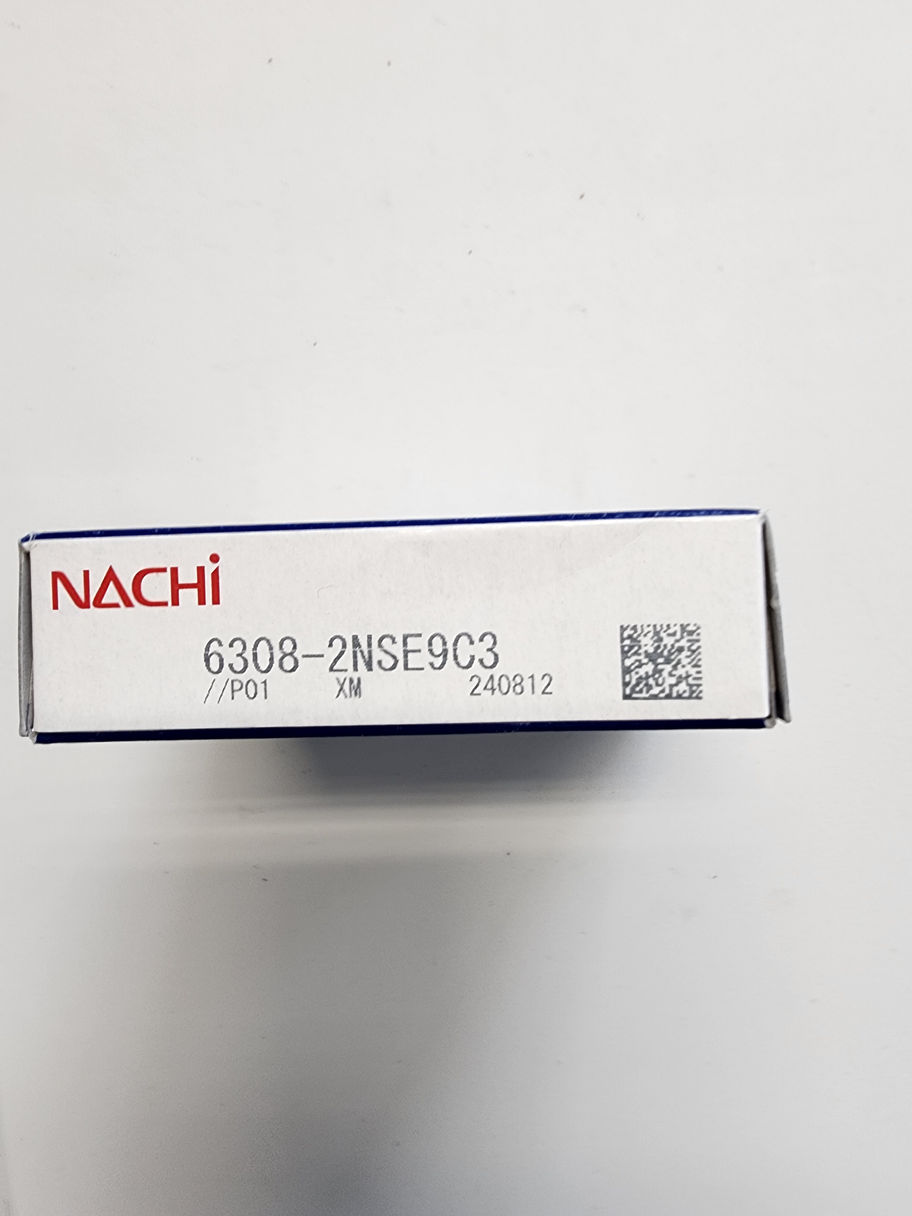 NACHi
6308-2NSE9C3
//P01 XM 240812